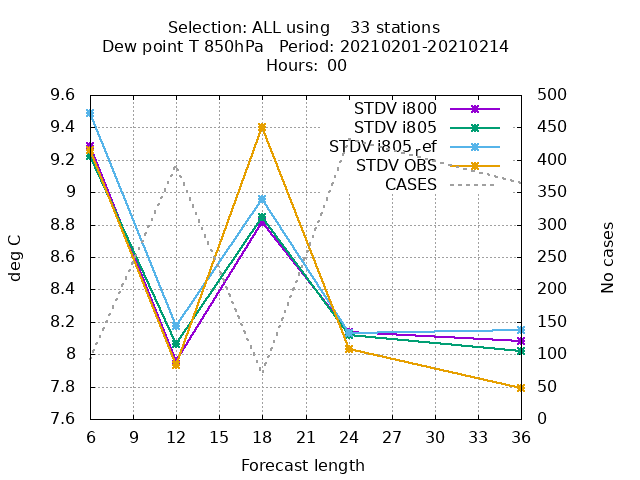 Selection: ALL using 33 stations
Dew point T 850hPa Period: 20210201-20210214
Hours: 00
9.6
9.4
9.2
9
8.8
8.6
8.4
8.2
8
7.8
7.6
deg C
500
450
400
350
300
250
200
150
100
50
0
No cases
STDV i800
STDV i805
STDV i805_ref
STDV OBS
CASES
6 9 12 15 18 21 24 27 30 33 36
Forecast length